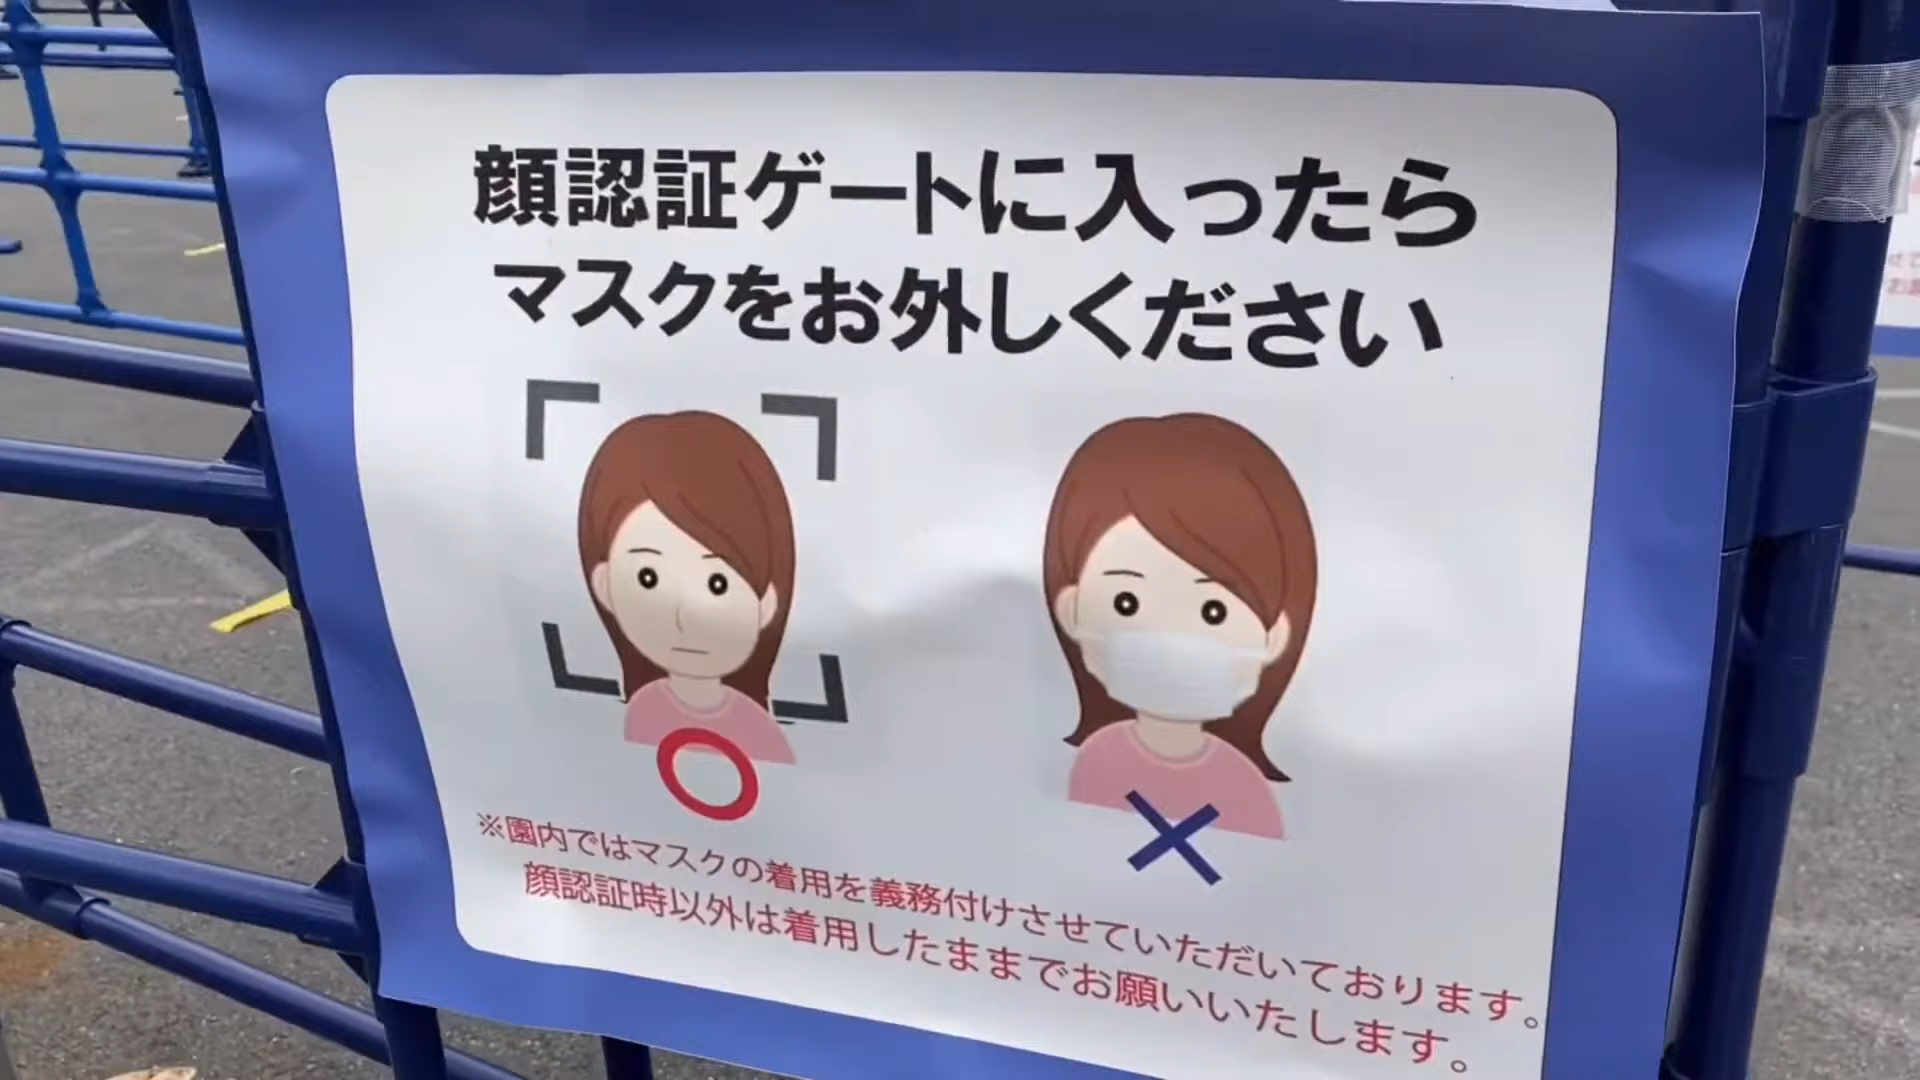 顔認証ゲートに入ったら
マスクをお外しください
※園内ではマスクの着用を義務付けさせていただいております。
顔認証時以外は着用したままでお願いいたします。